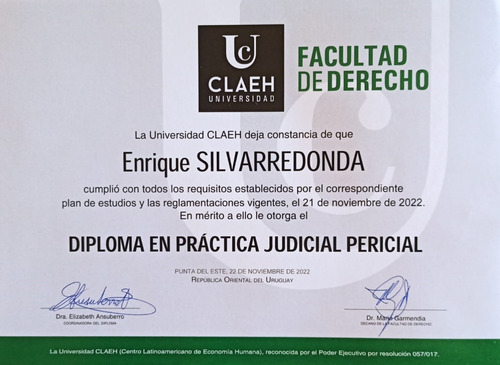 UC
CLAEH
UNIVERSIDAD
FACULTAD
DE DERECHO
La Universidad CLAEH deja constancia de que
Enrique SILVARREDONDA
cumplió con todos los requisitos establecidos por el correspondiente
plan de estudios y las reglamentaciones vigentes, el 21 de noviembre de 2022.
En mérito a ello le otorga el
DIPLOMA EN PRÁCTICA JUDICIAL PERICIAL
PUNTA DEL ESTE, 22 DE NOVIEMBRE DE 2022
REPÚBLICA ORIENTAL DEL URUGUAY
Dra. Elizabeth Ansuberro
COORDINADORA DEL DIPLOMA
Dr. Mario Garmendia
DECANO DE LA FACULTAD DE DERECHO
La Universidad CLAEH (Centro Latinoamericano de Economía Humana), reconocida por el Poder Ejecutivo por resolución 057/017.